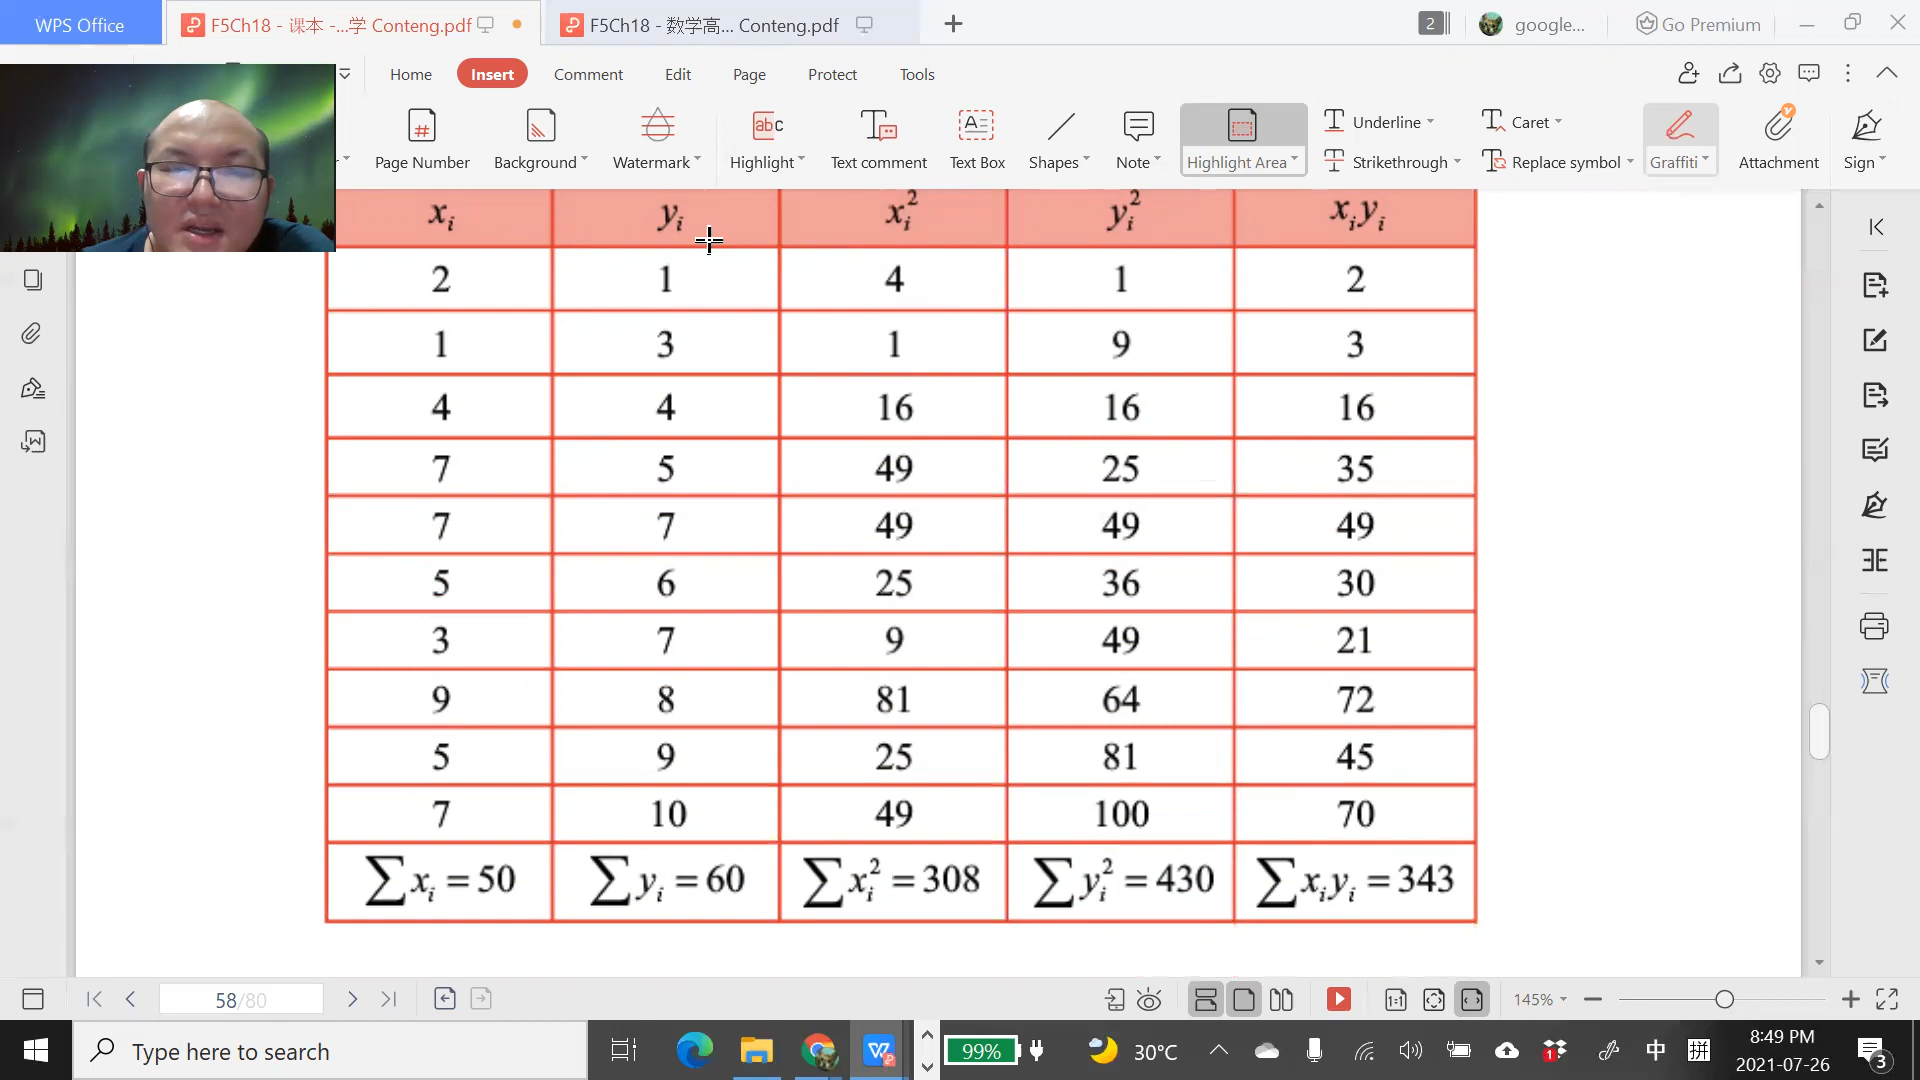 WPS Office
F5Ch18 - 课本 -...学 Conteng.pdf
F5Ch18 - 数学高... Conteng.pdf
2
google...
Go Premium
Home
Insert
Comment
Edit
Page
Protect
Tools
Page Number
Background
Watermark
Highlight
Text comment
Text Box
Shapes
Note
Highlight Area
Underline
Strikethrough
Caret
Replace symbol
Graffiti
Attachment
Sign
xᵢ yᵢ xᵢ² yᵢ² xᵢyᵢ
2 1 4 1 2
1 3 1 9 3
4 4 16 16 16
7 5 49 25 35
7 7 49 49 49
5 6 25 36 30
3 7 9 49 21
9 8 81 64 72
5 9 25 81 45
7 10 49 100 70
∑xᵢ = 50 ∑yᵢ = 60 ∑xᵢ² = 308 ∑yᵢ² = 430 ∑xᵢyᵢ = 343
58/80
145%
Type here to search
99%
30°C
1
中
拼
8:49 PM
2021-07-26
3